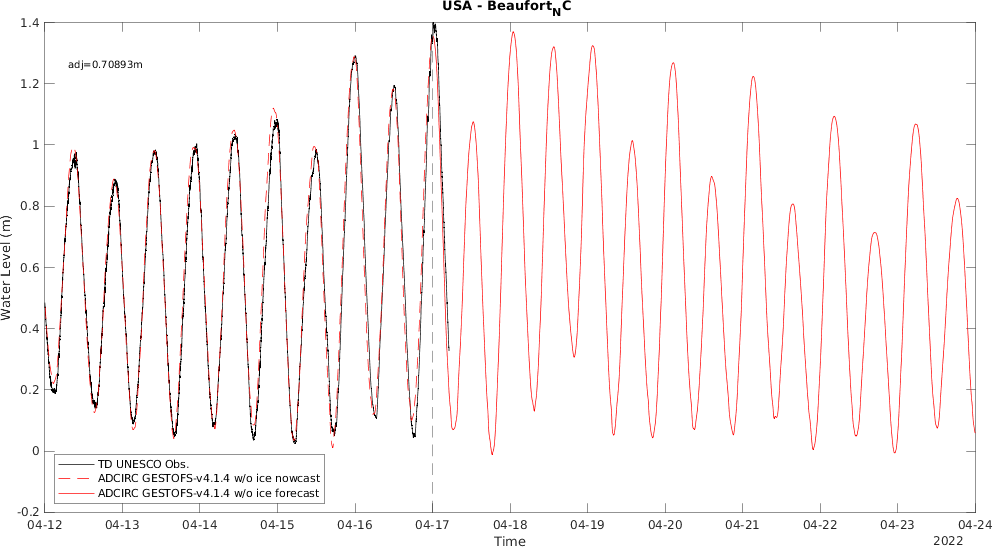 USA - Beaufort_NC
1.4
adj=0.70893m
1.2
1
0.8
0.6
0.4
0.2
0
-0.2
Water Level (m)
TD UNESCO Obs.
ADCIRC GESTOFS-v4.1.4 w/o ice nowcast
ADCIRC GESTOFS-v4.1.4 w/o ice forecast
04-12 04-13 04-14 04-15 04-16 04-17 04-18 04-19 04-20 04-21 04-22 04-23 04-24
Time
2022